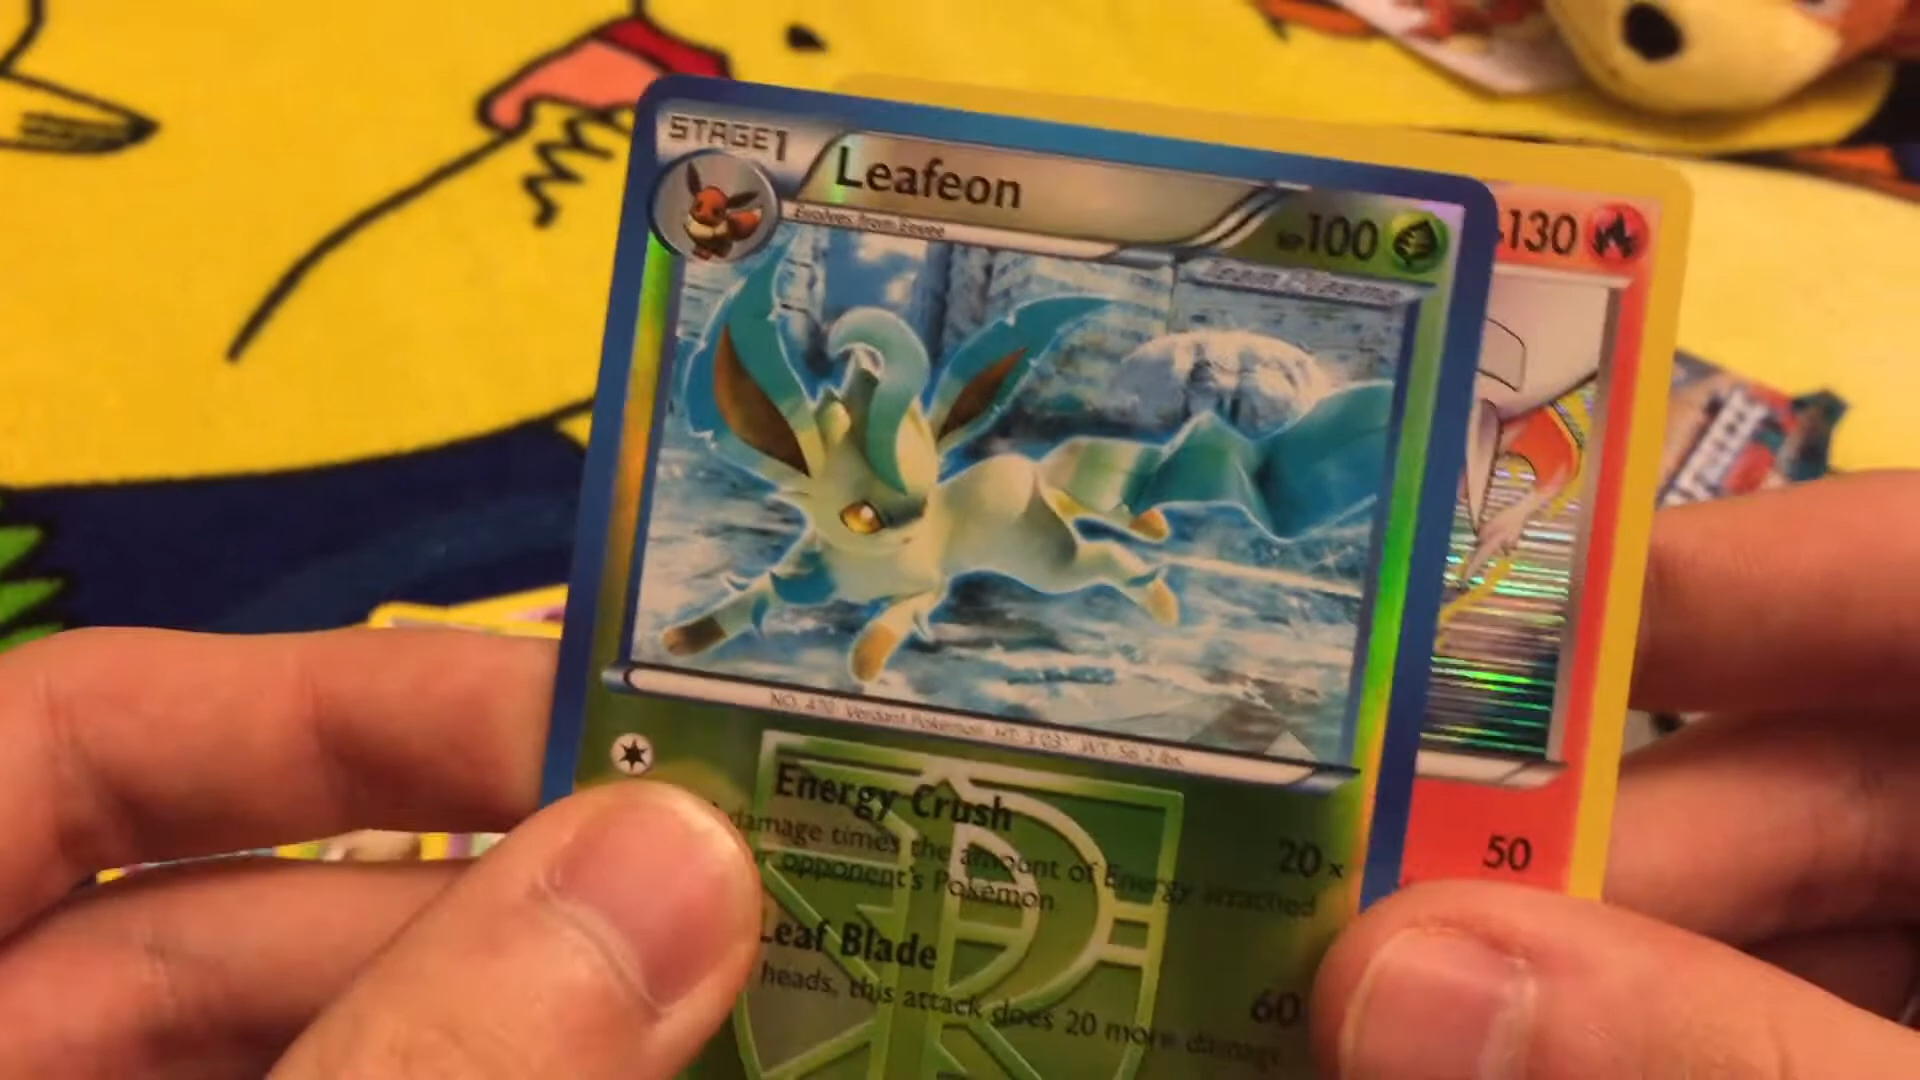 STAGE1
Leafeon
Evolves from Eevee
HP100
130
Team Plasma
NO. 470 Verdant Pokémon HT: 3'03" WT: 56.2 lbs.
Energy Crush
20x
damage times the amount of Energy attached
opponent's Pokémon
50
Leaf Blade
60
heads, this attack does 20 more damage